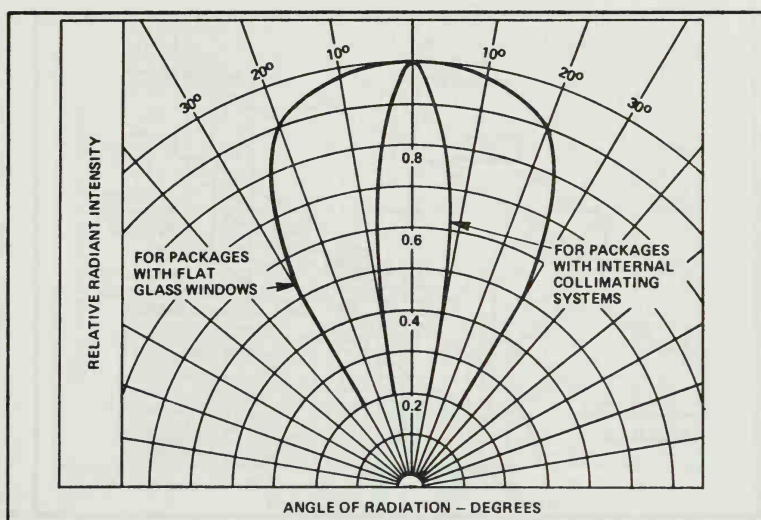 10°
10°
20°
20°
30°
30°
0.8
0.6
0.4
0.2
RELATIVE RADIANT INTENSITY
FOR PACKAGES
WITH FLAT
GLASS WINDOWS
FOR PACKAGES
WITH INTERNAL
COLLIMATING
SYSTEMS
ANGLE OF RADIATION – DEGREES